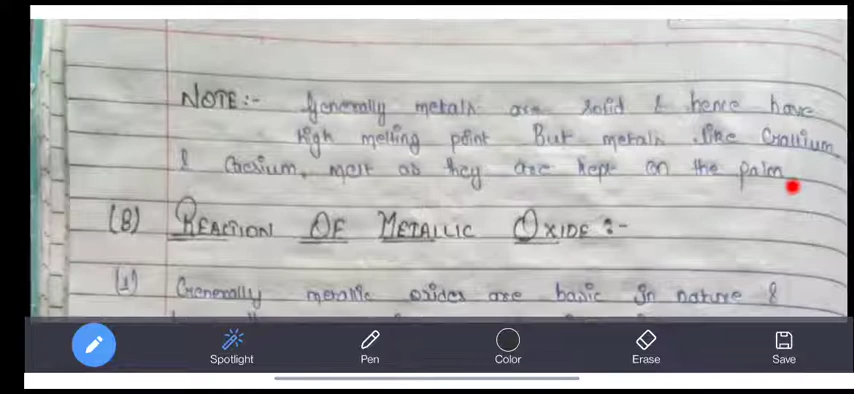 NOTE:- Generally metals are solid & hence have
high melting point But metals like Grallium
& Caesium, melt as they are kept on the palm
(B) REACTION OF METALLIC OXIDE :-
(1) Generally metallic oxides are basic in nature &
Spotlight Pen Color Erase Save